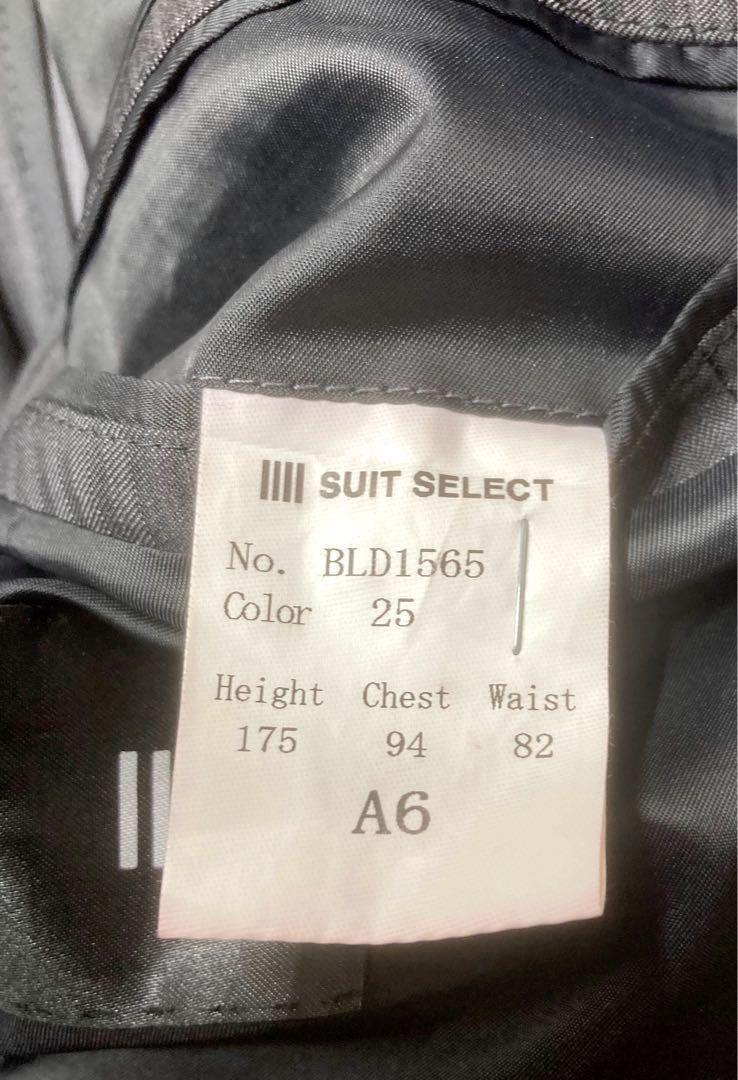 SUIT SELECT
No. BLD1565
Color 25
Height Chest Waist
175 94 82
A6